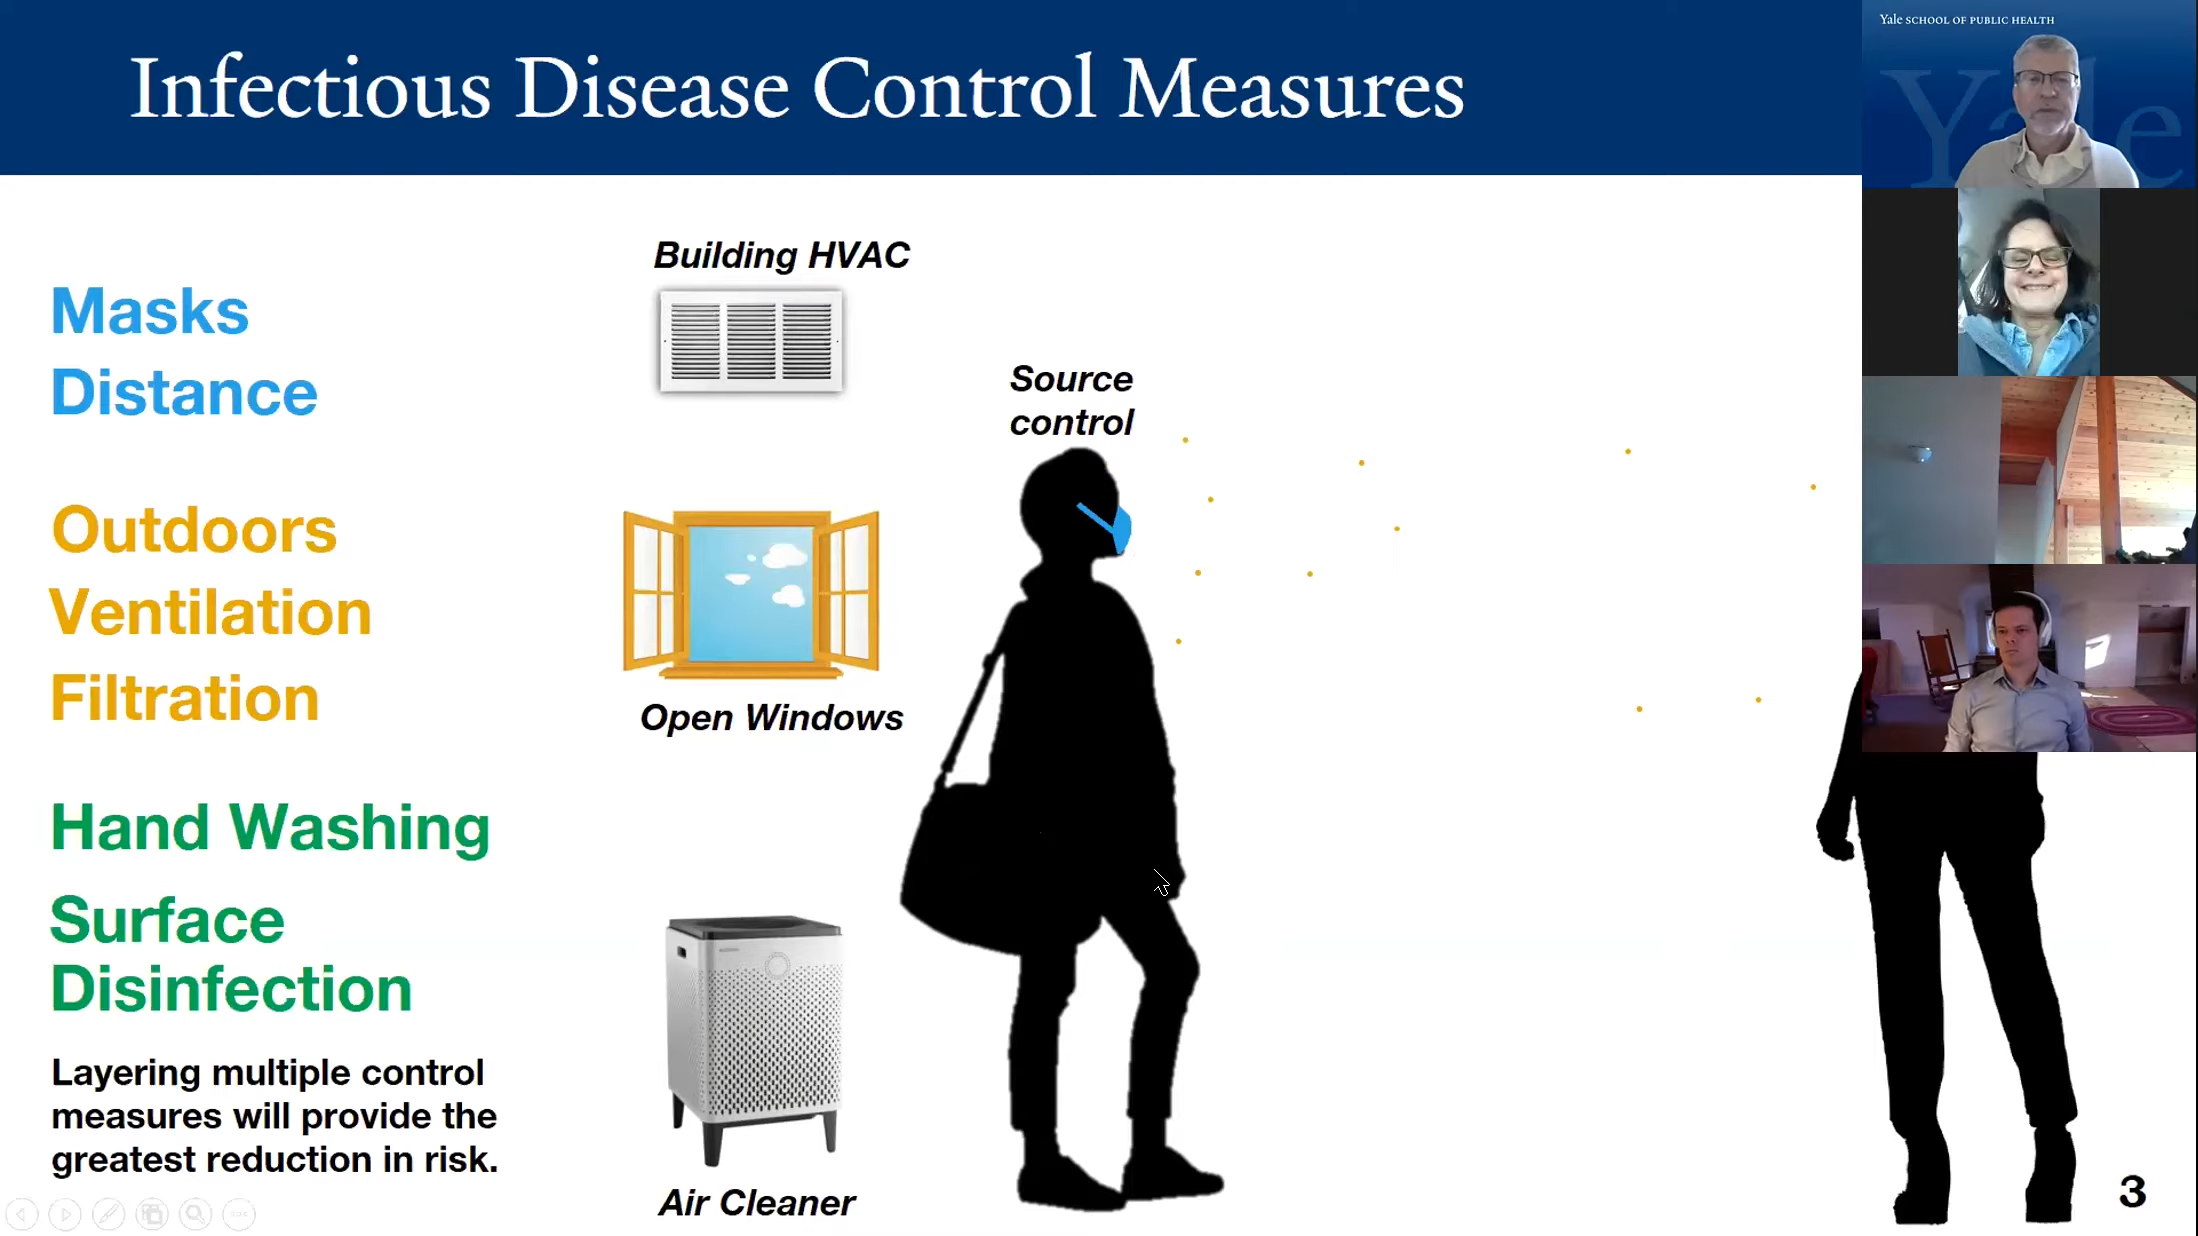 Infectious Disease Control Measures
Yale SCHOOL OF PUBLIC HEALTH
Yale
Masks
Distance
Outdoors
Ventilation
Filtration
Hand Washing
Surface
Disinfection
Layering multiple control
measures will provide the
greatest reduction in risk.
Building HVAC
Open Windows
Air Cleaner
Source
control
3